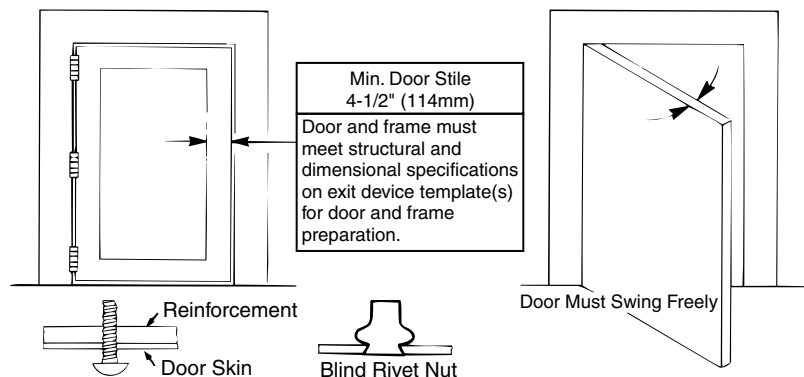 Min. Door Stile
4-1/2" (114mm)
Door and frame must
meet structural and
dimensional specifications
on exit device template(s)
for door and frame
preparation.
Door Must Swing Freely
Reinforcement
Door Skin
Blind Rivet Nut